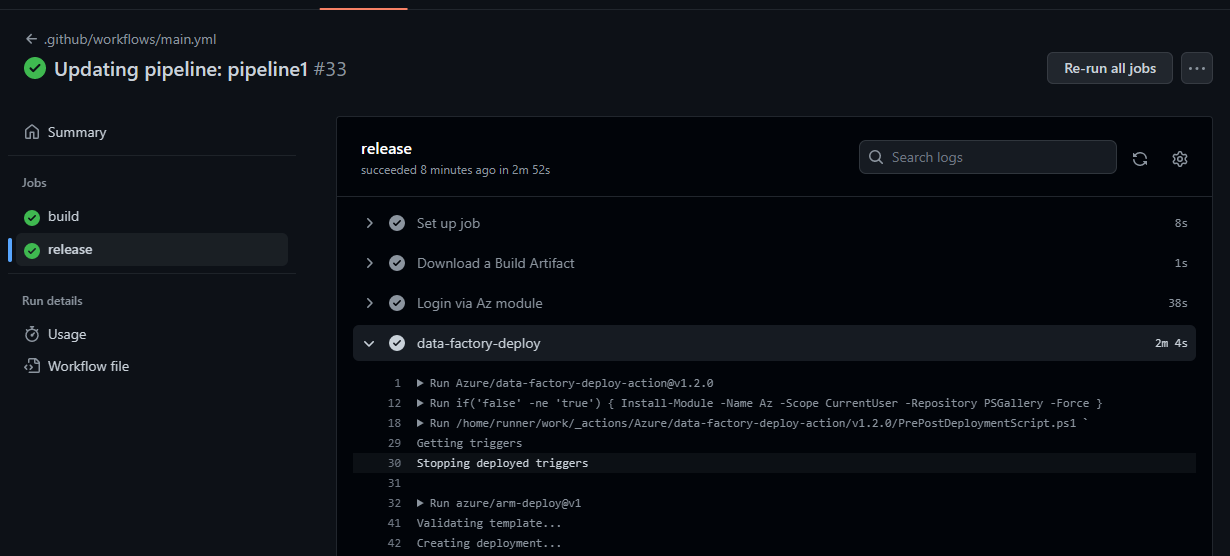 .github/workflows/main.yml
Updating pipeline: pipeline1 #33
Re-run all jobs
Summary
Jobs
build
release
Run details
Usage
Workflow file
release
succeeded 8 minutes ago in 2m 52s
Search logs
Set up job 8s
Download a Build Artifact 1s
Login via Az module 38s
data-factory-deploy 2m 4s
1 Run Azure/data-factory-deploy-action@v1.2.0
12 Run if('false' -ne 'true') { Install-Module -Name Az -Scope CurrentUser -Repository PSGallery -Force }
18 Run /home/runner/work/_actions/Azure/data-factory-deploy-action/v1.2.0/PrePostDeploymentScript.ps1 `
29 Getting triggers
30 Stopping deployed triggers
31
32 Run azure/arm-deploy@v1
41 Validating template...
42 Creating deployment...